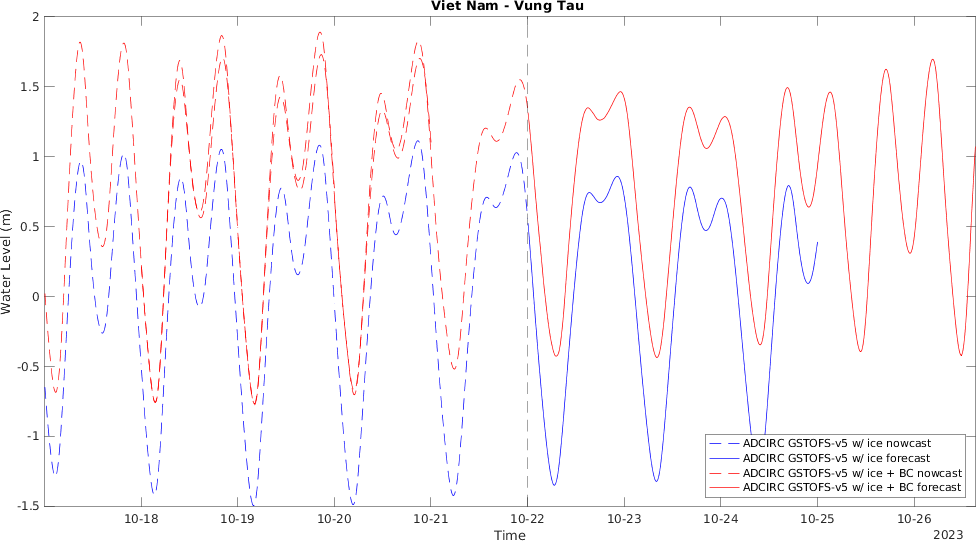 Viet Nam - Vung Tau
2
1.5
1
0.5
0
-0.5
-1
-1.5
Water Level (m)
ADCIRC GSTOFS-v5 w/ ice nowcast
ADCIRC GSTOFS-v5 w/ ice forecast
ADCIRC GSTOFS-v5 w/ ice + BC nowcast
ADCIRC GSTOFS-v5 w/ ice + BC forecast
10-18 10-19 10-20 10-21 10-22 10-23 10-24 10-25 10-26
Time
2023